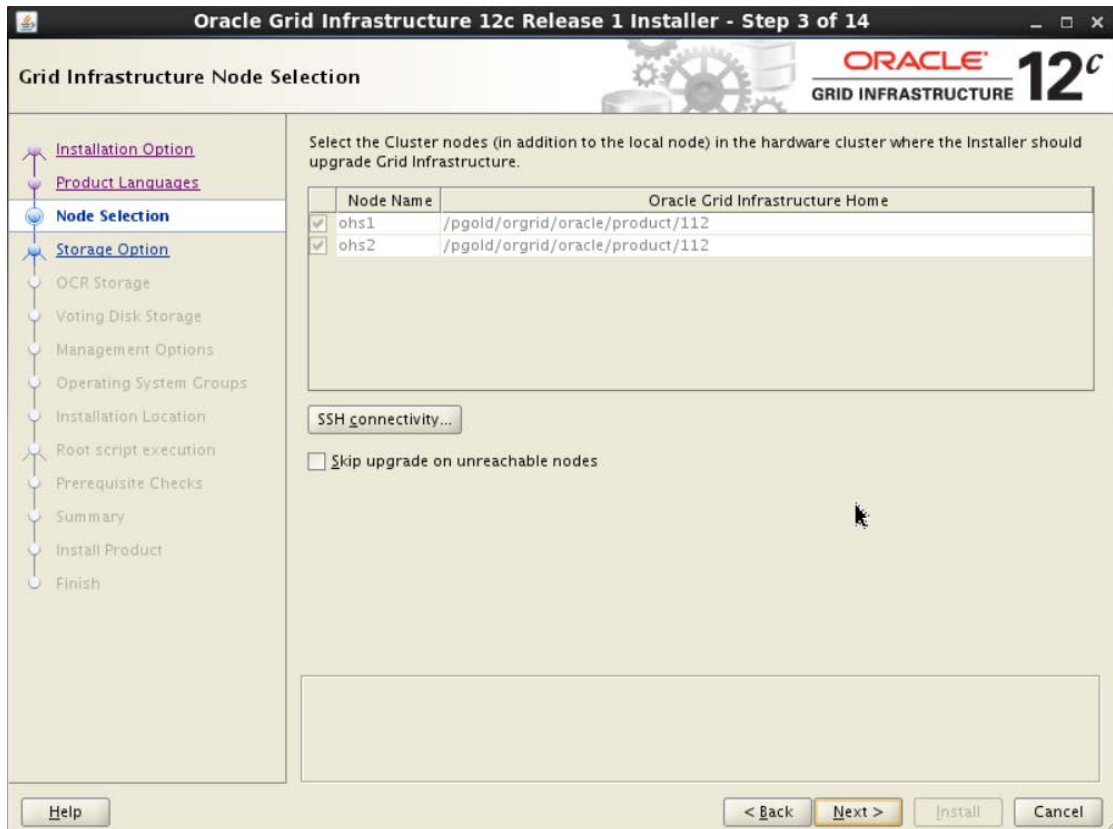 Oracle Grid Infrastructure 12c Release 1 Installer - Step 3 of 14
Grid Infrastructure Node Selection
ORACLE
GRID INFRASTRUCTURE
12c
Installation Option
Product Languages
Node Selection
Storage Option
OCR Storage
Voting Disk Storage
Management Options
Operating System Groups
Installation Location
Root script execution
Prerequisite Checks
Summary
Install Product
Finish
Select the Cluster nodes (in addition to the local node) in the hardware cluster where the Installer should
upgrade Grid Infrastructure.
Node Name Oracle Grid Infrastructure Home
ohs1 /pgold/orgrid/oracle/product/112
ohs2 /pgold/orgrid/oracle/product/112
SSH connectivity...
Skip upgrade on unreachable nodes
Help < Back Next > Install Cancel